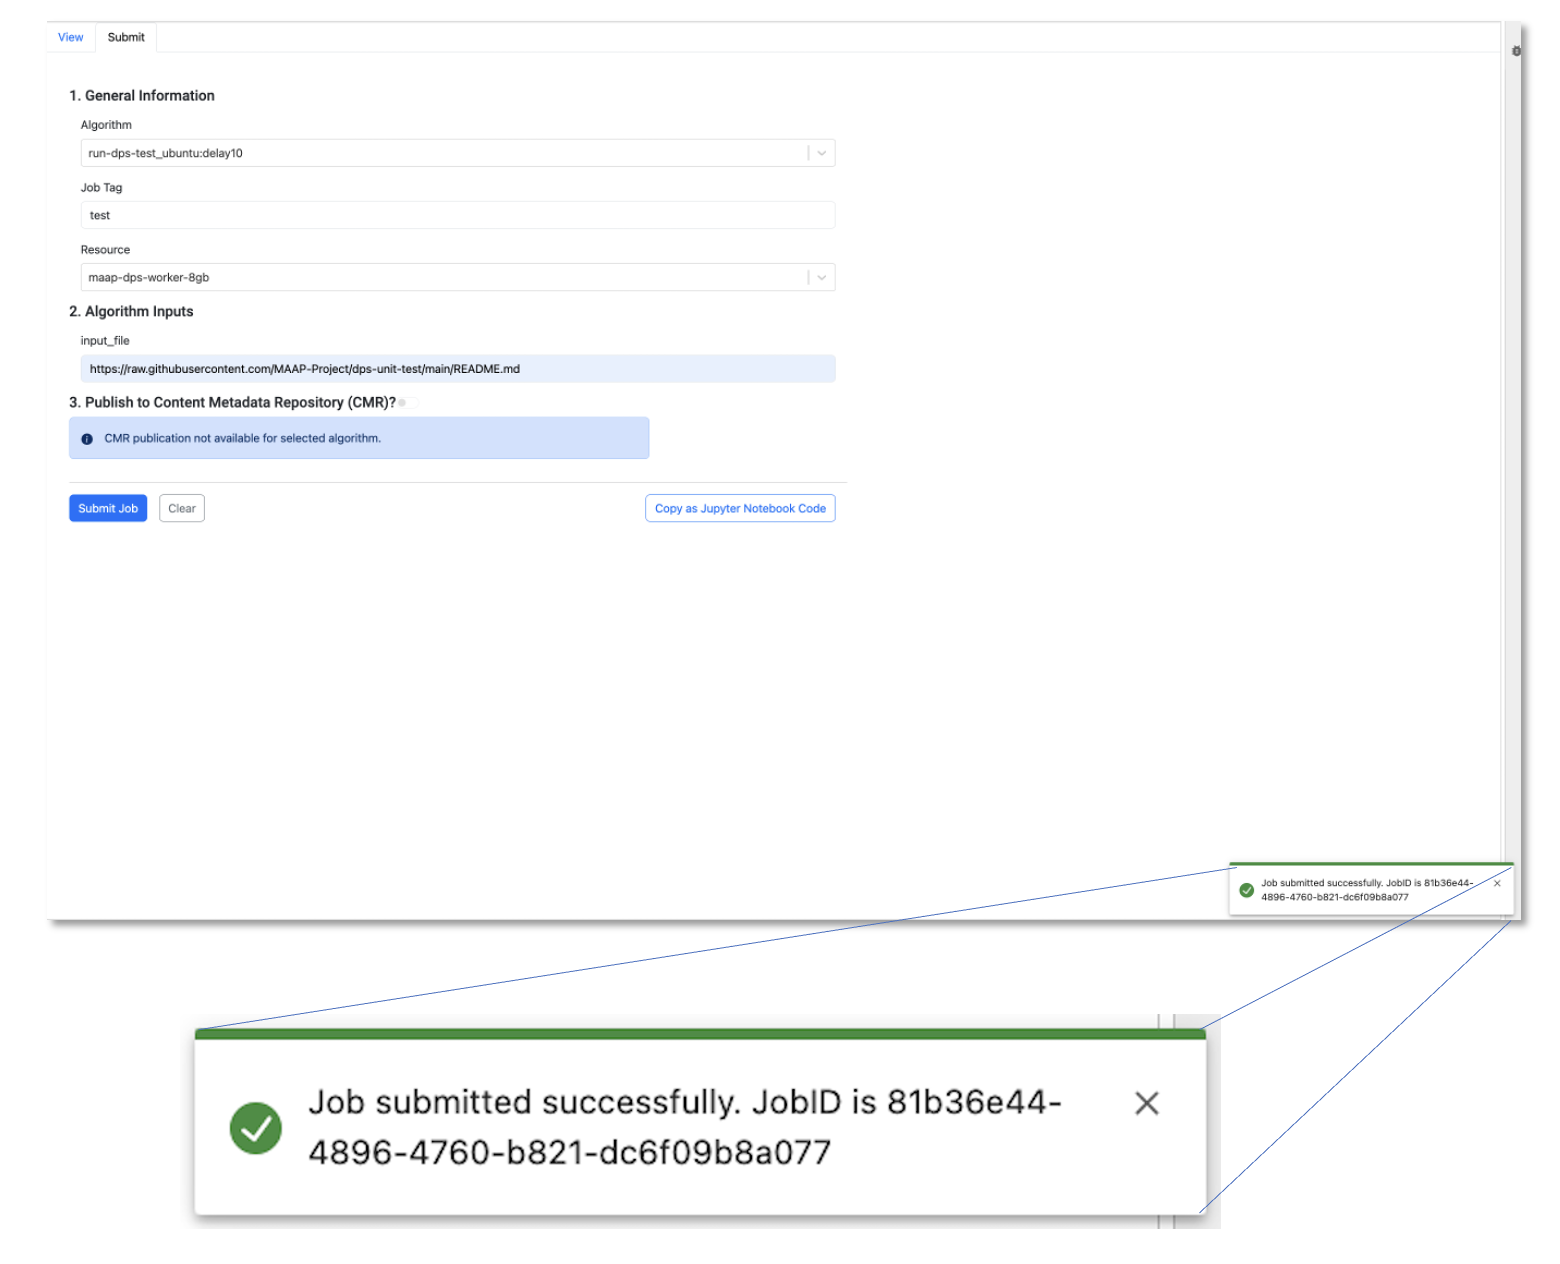 View Submit
1. General Information
Algorithm
run-dps-test_ubuntu:delay10
Job Tag
test
Resource
maap-dps-worker-8gb
2. Algorithm Inputs
input_file
https://raw.githubusercontent.com/MAAP-Project/dps-unit-test/main/README.md
3. Publish to Content Metadata Repository (CMR)?
CMR publication not available for selected algorithm.
Submit Job Clear Copy as Jupyter Notebook Code
Job submitted successfully. JobID is 81b36e44-
4896-4760-b821-dc6f09b8a077
Job submitted successfully. JobID is 81b36e44-
4896-4760-b821-dc6f09b8a077